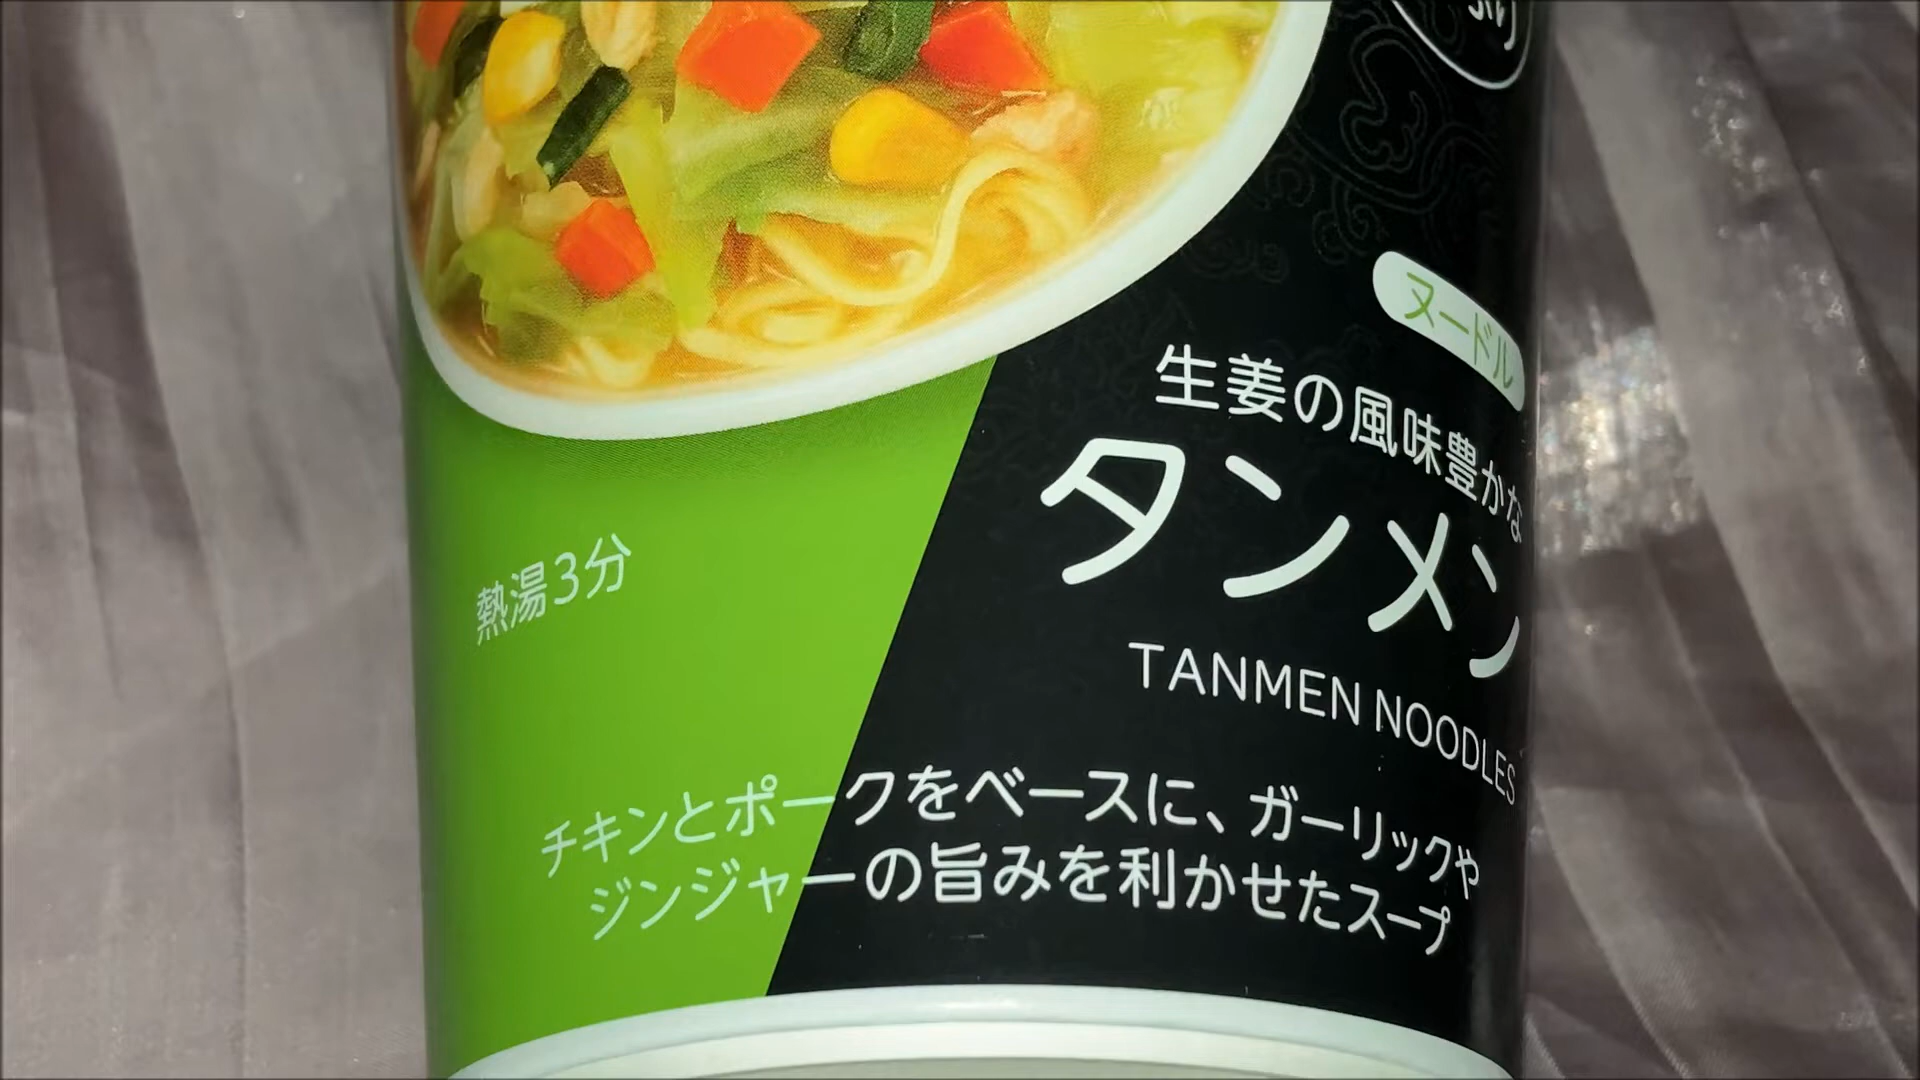 ヌードル
生姜の風味豊かな
タンメン
TANMEN NOODLES
熱湯3分
チキンとポークをベースに、ガーリックや
ジンジャーの旨みを利かせたスープ